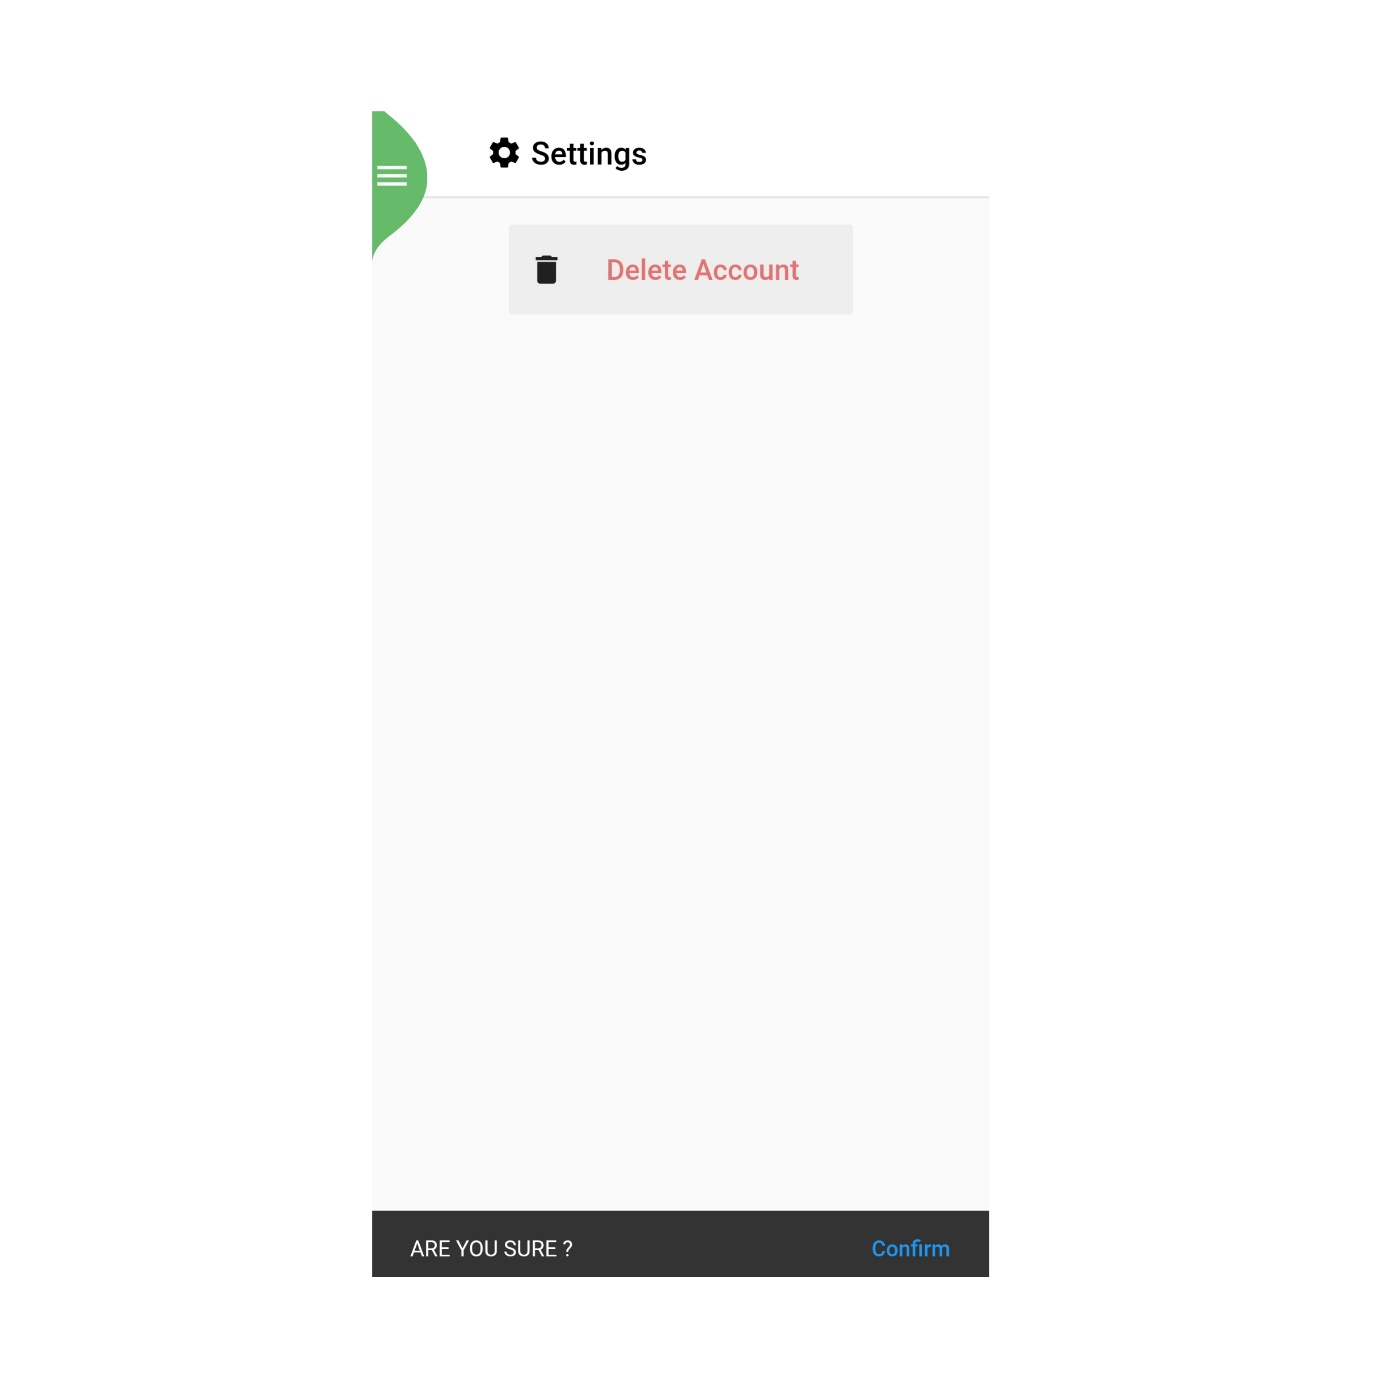 Settings
Delete Account
ARE YOU SURE ?
Confirm